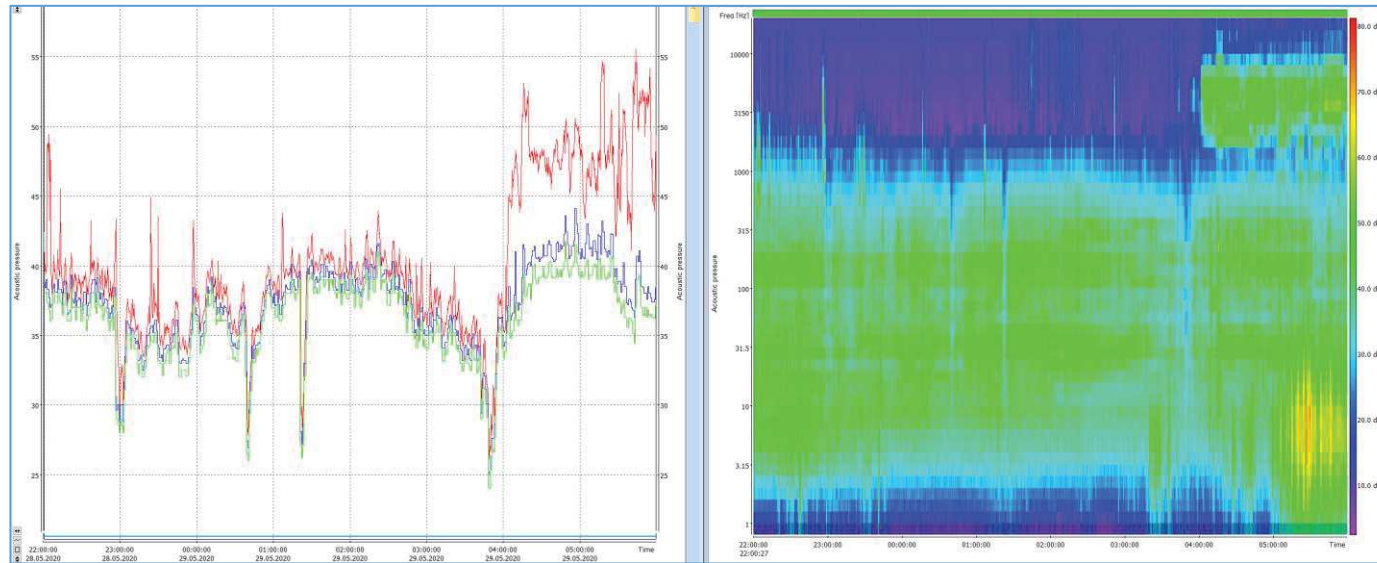 55
50
45
40
35
30
25
Acoustic pressure
22:00:00 23:00:00 00:00:00 01:00:00 02:00:00 03:00:00 04:00:00 05:00:00 Time
28.05.2020 28.05.2020 29.05.2020 29.05.2020 29.05.2020 29.05.2020 29.05.2020 29.05.2020
55
50
45
40
35
30
25
Acoustic pressure
Freq [Hz]
10000
3150
1000
315
100
31.5
10
3.15
1
Acoustic pressure
22:00:00 23:00:00 00:00:00 01:00:00 02:00:00 03:00:00 04:00:00 05:00:00 Time
22:00:27
80.0 d
70.0 d
60.0 d
50.0 d
40.0 d
30.0 d
20.0 d
10.0 d